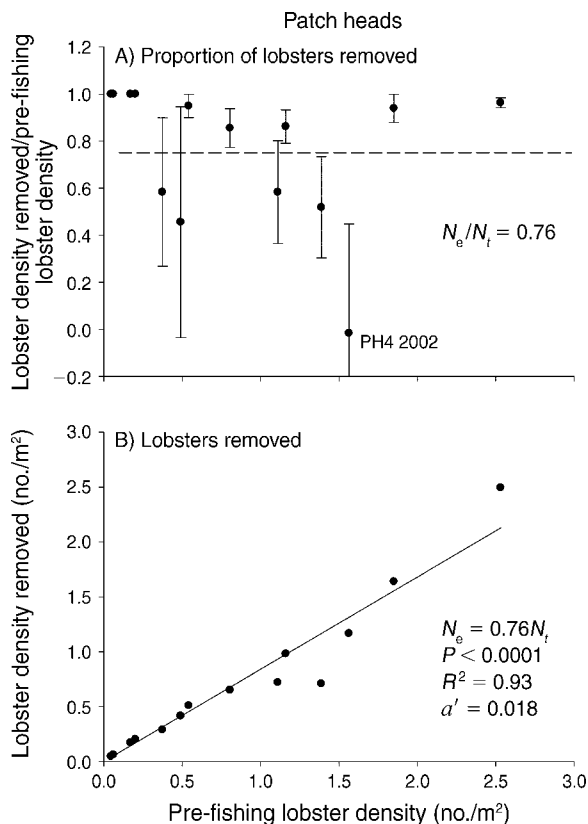 Patch heads
A) Proportion of lobsters removed
Lobster density removed/pre-fishing
lobster density
1.2
1.0
0.8
0.6
0.4
0.2
0.0
−0.2
Nₑ/Nₜ = 0.76
PH4 2002
B) Lobsters removed
Lobster density removed (no./m²)
3.0
2.5
2.0
1.5
1.0
0.5
0.0
Nₑ = 0.76Nₜ
P < 0.0001
R² = 0.93
a′ = 0.018
0.0 0.5 1.0 1.5 2.0 2.5 3.0
Pre-fishing lobster density (no./m²)